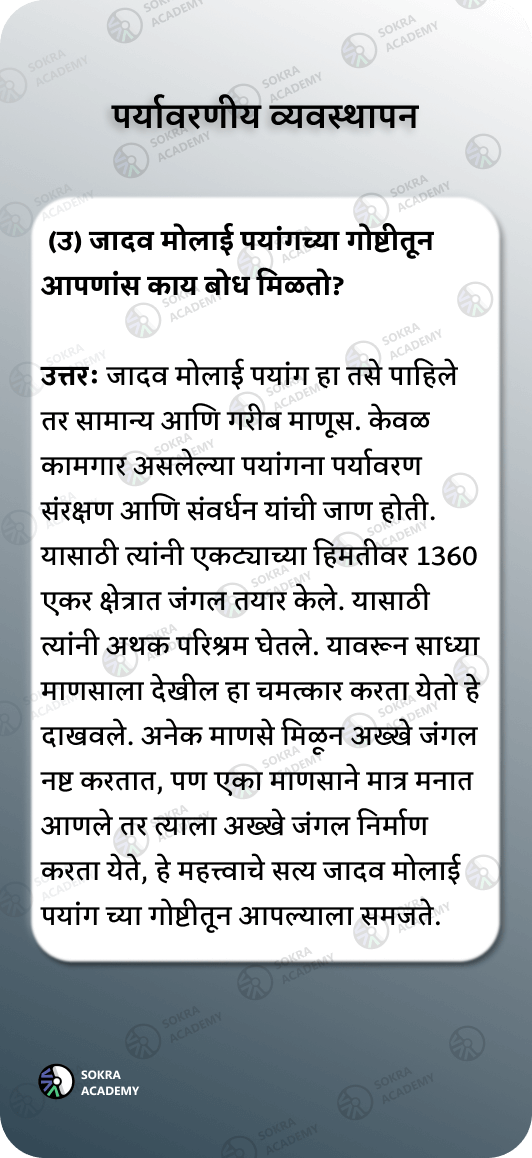 पर्यावरणीय व्यवस्थापन
(उ) जादव मोलाई पयांगच्या गोष्टीतून
आपणांस काय बोध मिळतो?
उत्तरः जादव मोलाई पयांग हा तसे पाहिले
तर सामान्य आणि गरीब माणूस. केवळ
कामगार असलेल्या पयांगना पर्यावरण
संरक्षण आणि संवर्धन यांची जाण होती.
यासाठी त्यांनी एकट्याच्या हिमतीवर 1360
एकर क्षेत्रात जंगल तयार केले. यासाठी
त्यांनी अथक परिश्रम घेतले. यावरून साध्या
माणसाला देखील हा चमत्कार करता येतो हे
दाखवले. अनेक माणसे मिळून अख्खे जंगल
नष्ट करतात, पण एका माणसाने मात्र मनात
आणले तर त्याला अख्खे जंगल निर्माण
करता येते, हे महत्त्वाचे सत्य जादव मोलाई
पयांग च्या गोष्टीतून आपल्याला समजते.
SOKRA
ACADEMY